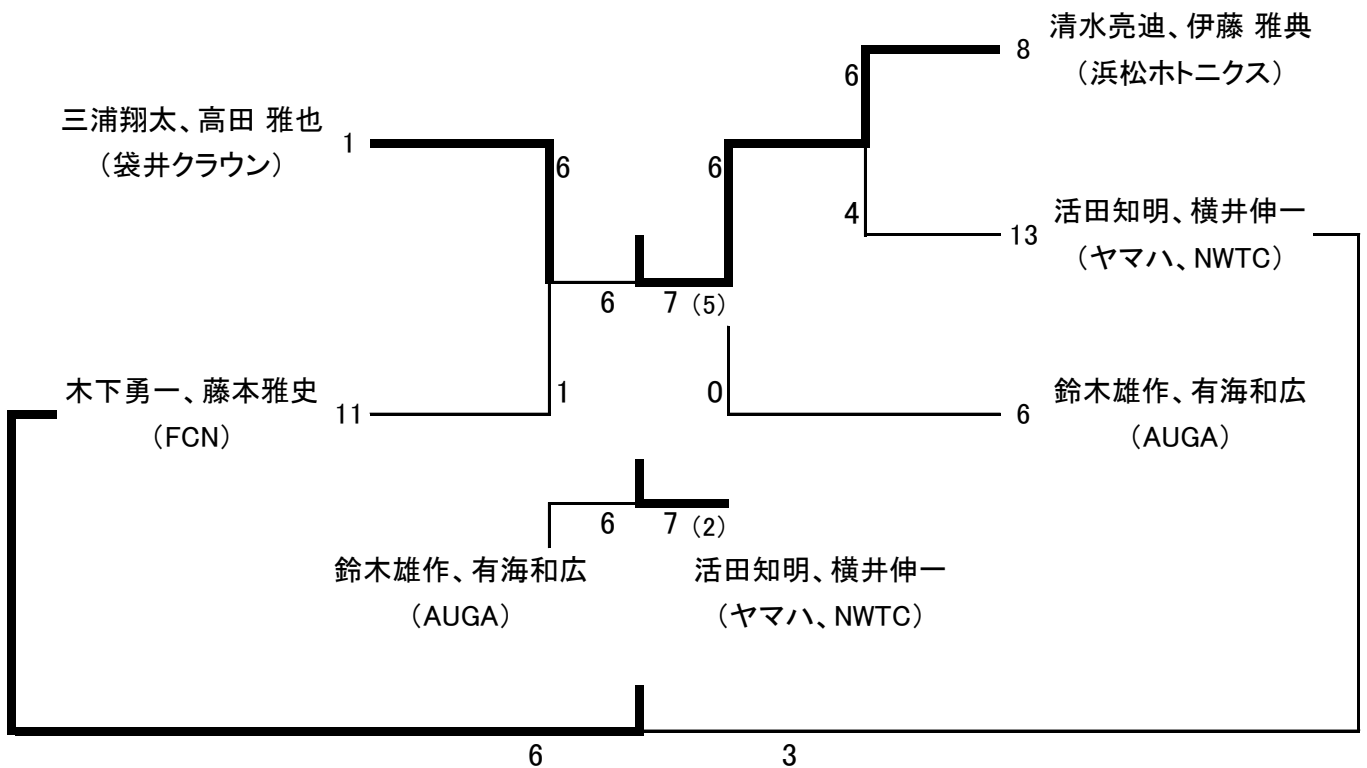 清水亮迪、伊藤 雅典
8
（浜松ホトニクス）
6
三浦翔太、高田 雅也
1
（袋井クラウン）
6
6
4
活田知明、横井伸一
13
（ヤマハ、NWTC）
6
7（5）
木下勇一、藤本雅史
11
（FCN）
1
0
6
鈴木雄作、有海和広
（AUGA）
6
7（2）
鈴木雄作、有海和広
（AUGA）
活田知明、横井伸一
（ヤマハ、NWTC）
6
3